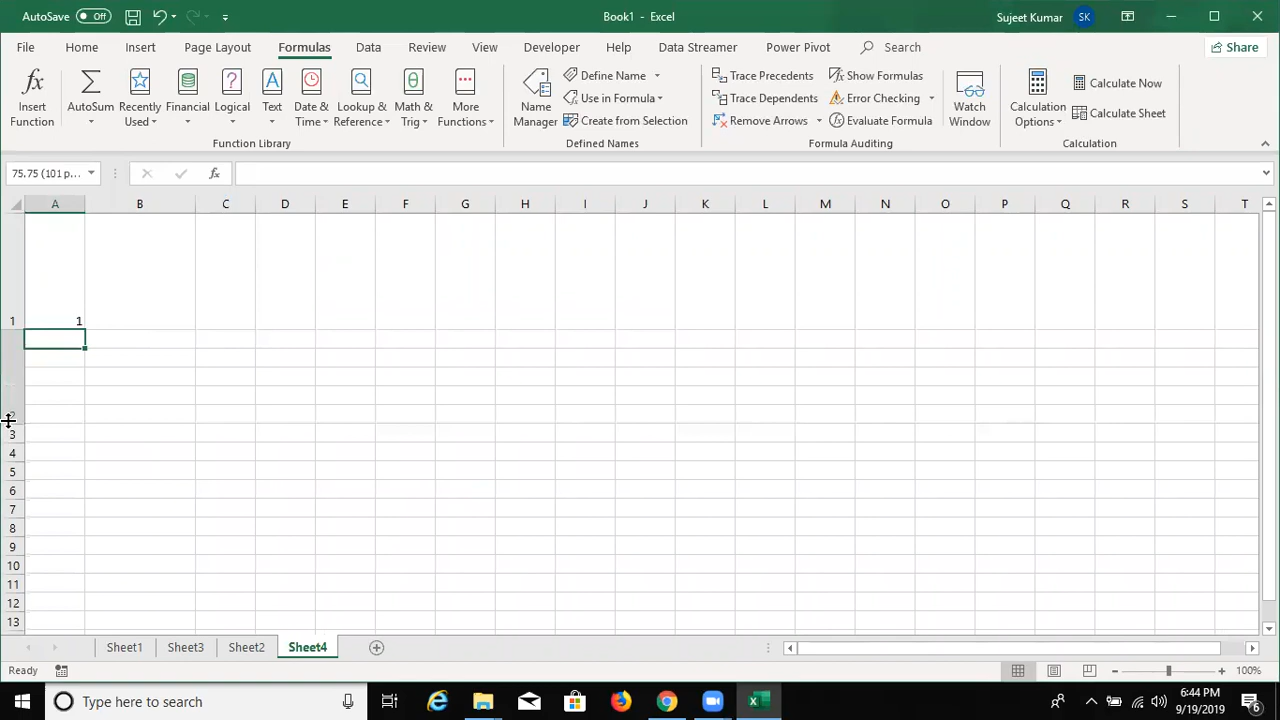 AutoSave Off Book1 - Excel Sujeet Kumar SK
File Home Insert Page Layout Formulas Data Review View Developer Help Data Streamer Power Pivot Search Share
Insert Function
AutoSum
Recently Used
Financial
Logical
Text
Date & Time
Lookup & Reference
Math & Trig
More Functions
Function Library
Name Manager
Define Name
Use in Formula
Create from Selection
Defined Names
Trace Precedents
Trace Dependents
Remove Arrows
Show Formulas
Error Checking
Evaluate Formula
Formula Auditing
Watch Window
Calculation Options
Calculate Now
Calculate Sheet
Calculation
75.75 (101 p... fx
A B C D E F G H I J K L M N O P Q R S T
1 1
2
3
4
5
6
7
8
9
10
11
12
13
Sheet1 Sheet3 Sheet2 Sheet4
Ready 100%
Type here to search 6:44 PM
9/19/2019 6